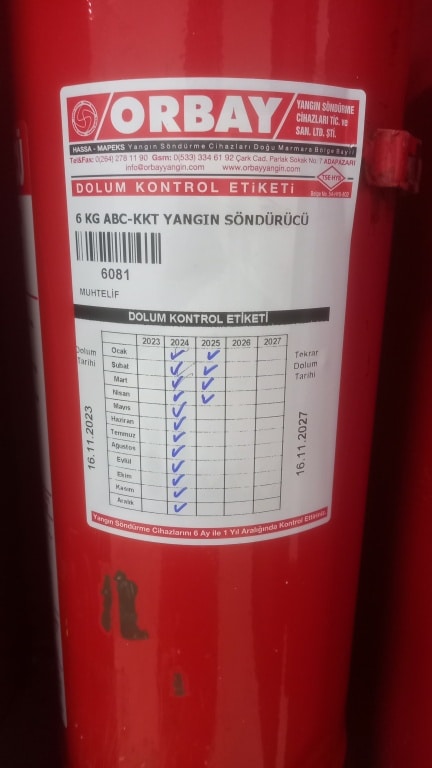 ORBAY
YANGIN SÖNDÜRME
CİHAZLARI TİC. ve
SAN. LTD. ŞTİ.
HASSA - MAPEKS Yangın Söndürme Cihazları Doğu Marmara Bölge Bayii
Tel&Fax: 0(264) 278 11 90 Gsm: 0(533) 334 61 92 Çark Cad. Parlak Sokak No: 7 ADAPAZARI
info@orbayyangin.com www.orbayyangin.com
TSE-HYB
DOLUM KONTROL ETİKETİ
6 KG ABC-KKT YANGIN SÖNDÜRÜCÜ
6081
MUHTELİF
DOLUM KONTROL ETİKETİ
2023 2024 2025 2026 2027
Ocak ✓ ✓
Şubat ✓ ✓
Mart ✓ ✓
Nisan ✓ ✓
Mayıs ✓
Haziran ✓
Temmuz ✓
Ağustos ✓
Eylül ✓
Ekim ✓
Kasım ✓
Aralık ✓
Dolum
Tarihi
16.11.2023
Tekrar
Dolum
Tarihi
16.11.2027
Yangın Söndürme Cihazlarını 6 Ay ile 1 Yıl Aralığında Kontrol Ettiriniz.